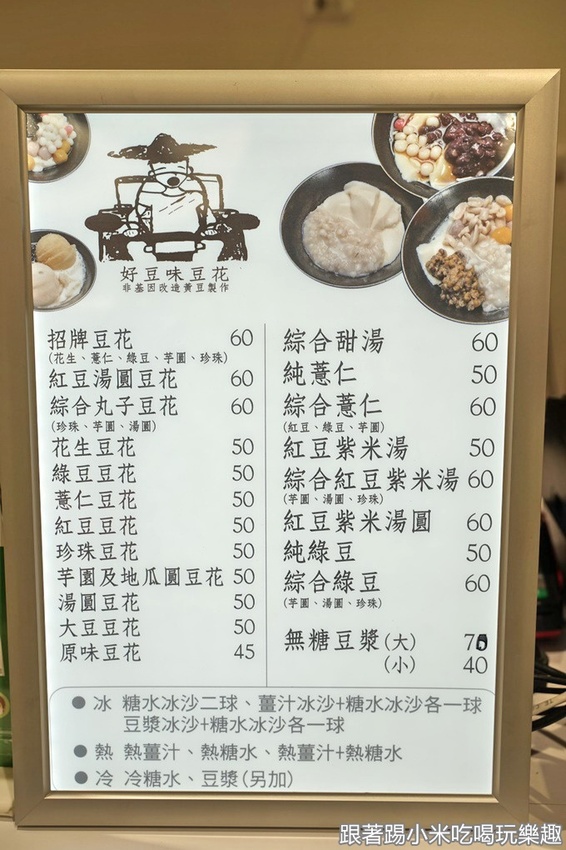 好豆味豆花
非基因改造黃豆製作
招牌豆花 60
(花生、薏仁、綠豆、芋圓、珍珠)
紅豆湯圓豆花 60
綜合丸子豆花 60
(珍珠、芋圓、湯圓)
花生豆花 50
綠豆豆花 50
薏仁豆花 50
紅豆豆花 50
珍珠豆花 50
芋園及地瓜圓豆花 50
湯圓豆花 50
大豆豆花 50
原味豆花 45
綜合甜湯 60
純薏仁 50
綜合薏仁 60
(紅豆、綠豆、芋圓)
紅豆紫米湯 50
綜合紅豆紫米湯 60
(芋圓、湯圓、珍珠)
紅豆紫米湯圓 60
純綠豆 50
綜合綠豆 60
(芋圓、湯圓、珍珠)
無糖豆漿(大)
(小) 40
● 冰 糖水冰沙二球、薑汁冰沙+糖水冰沙各一球
豆漿冰沙+糖水冰沙各一球
● 熱 熱薑汁、熱糖水、熱薑汁+熱糖水
● 冷 冷糖水、豆漿(另加)
跟著踢小米吃喝玩樂趣